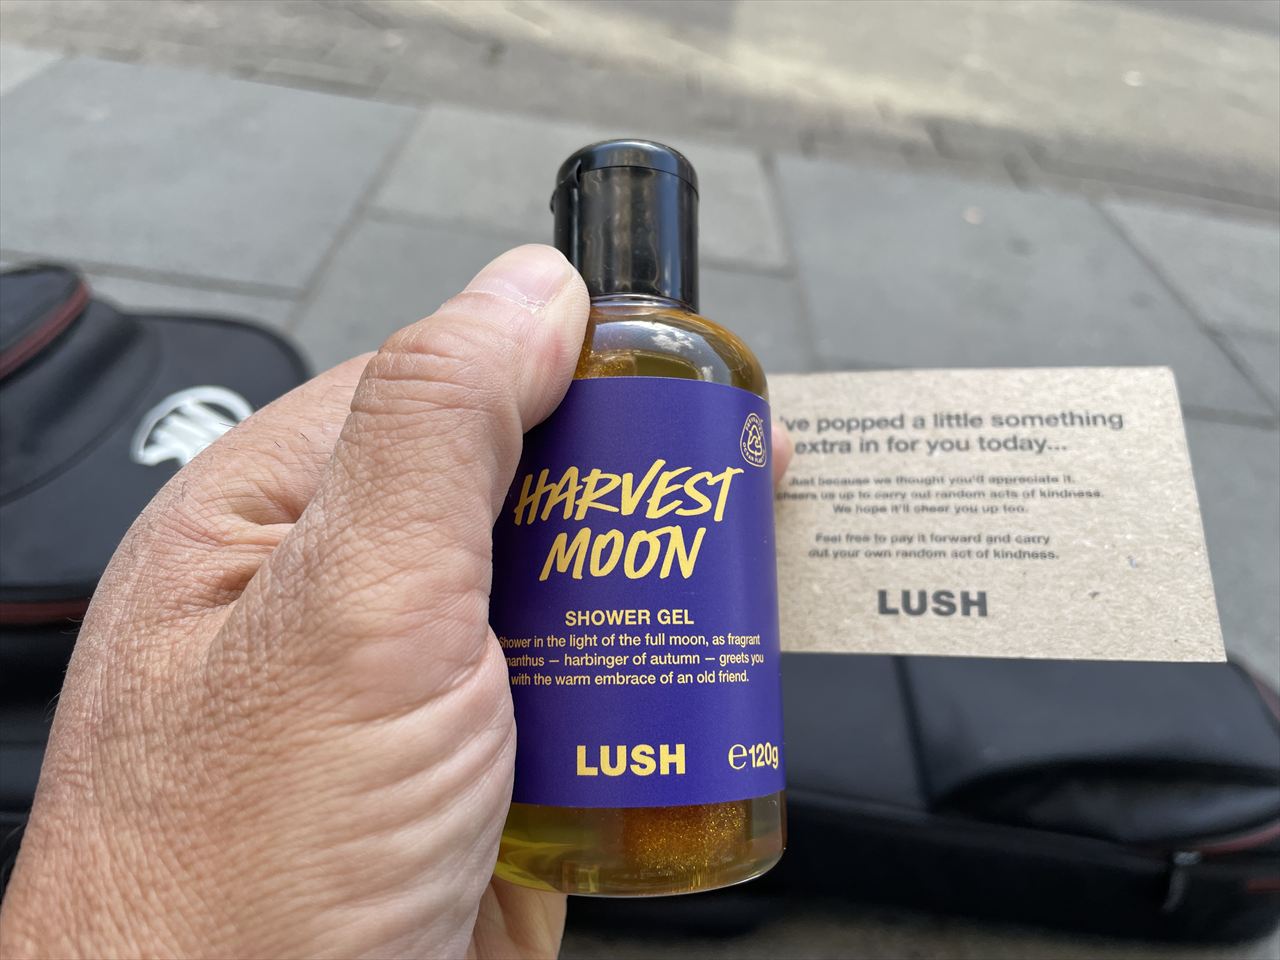 HARVEST
MOON
SHOWER GEL
Shower in the light of the full moon, as fragrant
— harbinger of autumn — greets you
with the warm embrace of an old friend.
LUSH
℮120g
've popped a little something
extra in for you today...
Just because we thought you'd appreciate it.
cheers us up to carry out random acts of kindness.
We hope it'll cheer you up too.
Feel free to pay it forward and carry
out your own random act of kindness.
LUSH